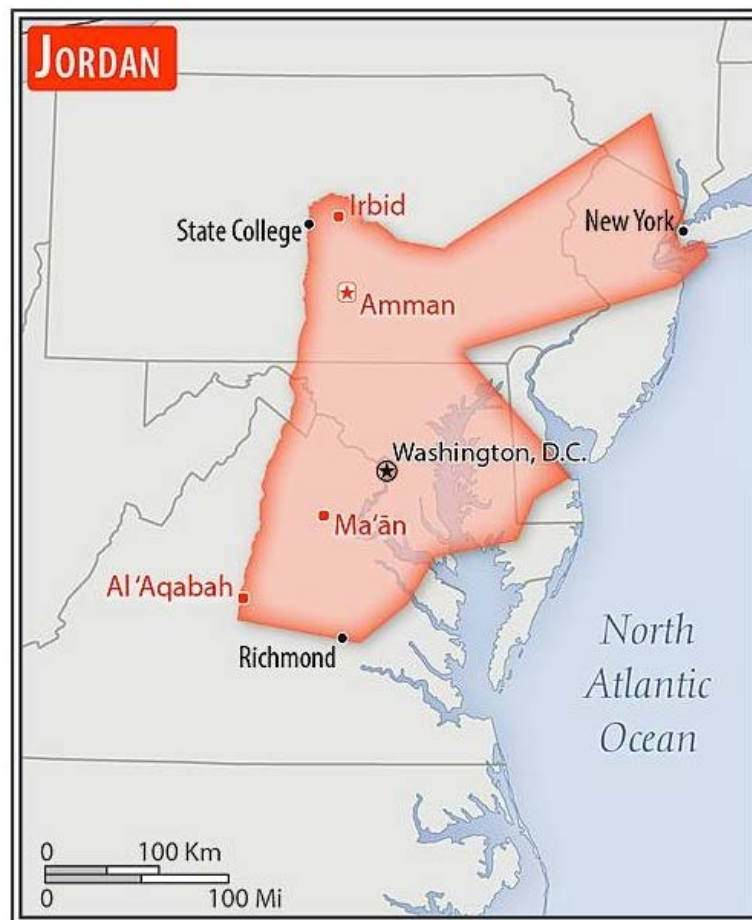 JORDAN
Irbid
State College
New York
Amman
Washington, D.C.
Ma‘ān
Al ‘Aqabah
Richmond
North
Atlantic
Ocean
0 100 Km
0 100 Mi